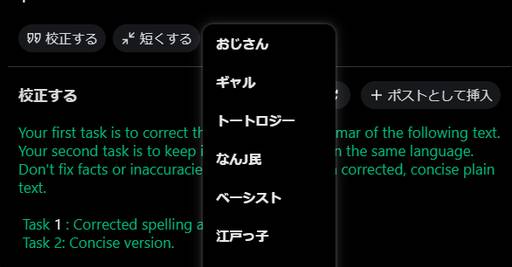 校正する
短くする
おじさん
ギャル
トートロジー
なんJ民
ベーシスト
江戸っ子
校正する
+ ポストとして挿入
Your first task is to correct th mar of the following text.
Your second task is to keep i n the same language.
Don't fix facts or inaccuracie corrected, concise plain
text.
Task 1 : Corrected spelling a
Task 2: Concise version.